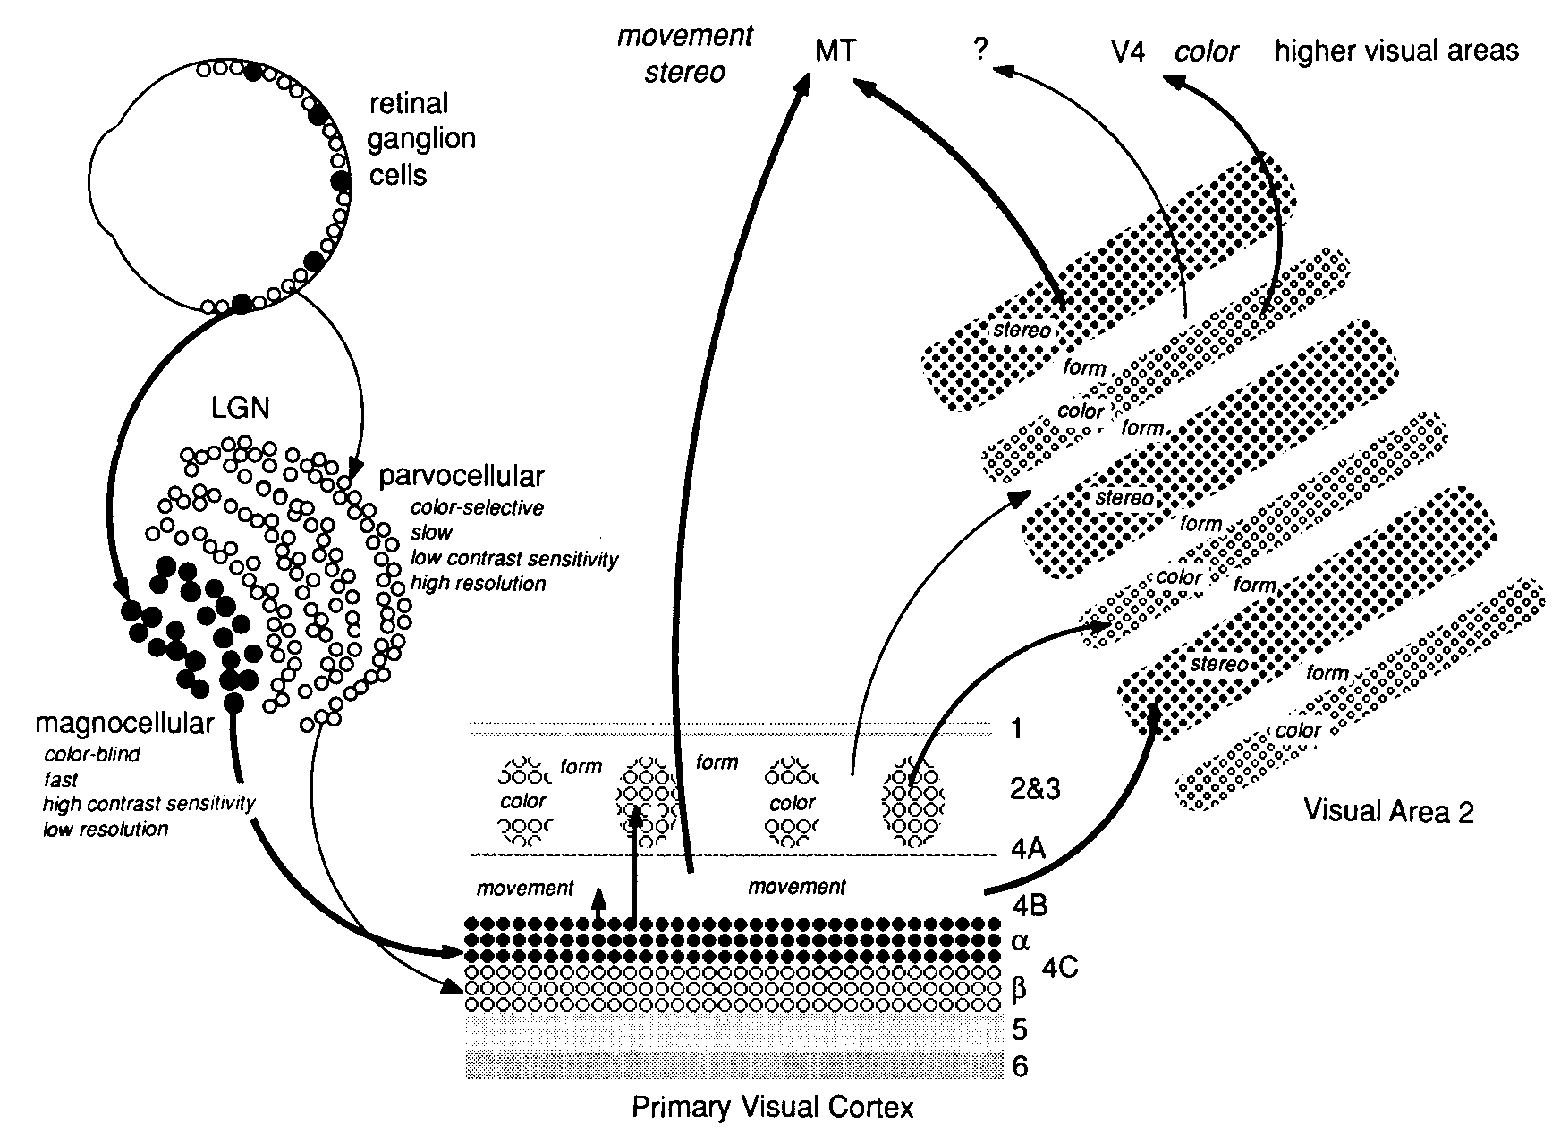 movement
stereo
MT
?
V4 color higher visual areas
retinal
ganglion
cells
LGN
parvocellular
color-selective
slow
low contrast sensitivity
high resolution
magnocellular
color-blind
fast
high contrast sensitivity
low resolution
stereo
form
color
form
stereo
form
color
form
stereo
form
color
Visual Area 2
1
form
form
color
color
2&3
4A
movement
movement
4B
α
4C
β
5
6
Primary Visual Cortex